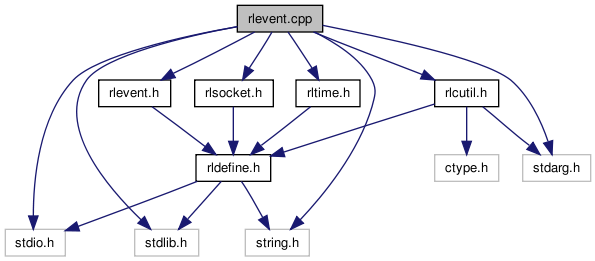 rlevent.cpp
rlevent.h
rlsocket.h
rltime.h
rlcutil.h
rldefine.h
ctype.h
stdarg.h
stdio.h
stdlib.h
string.h